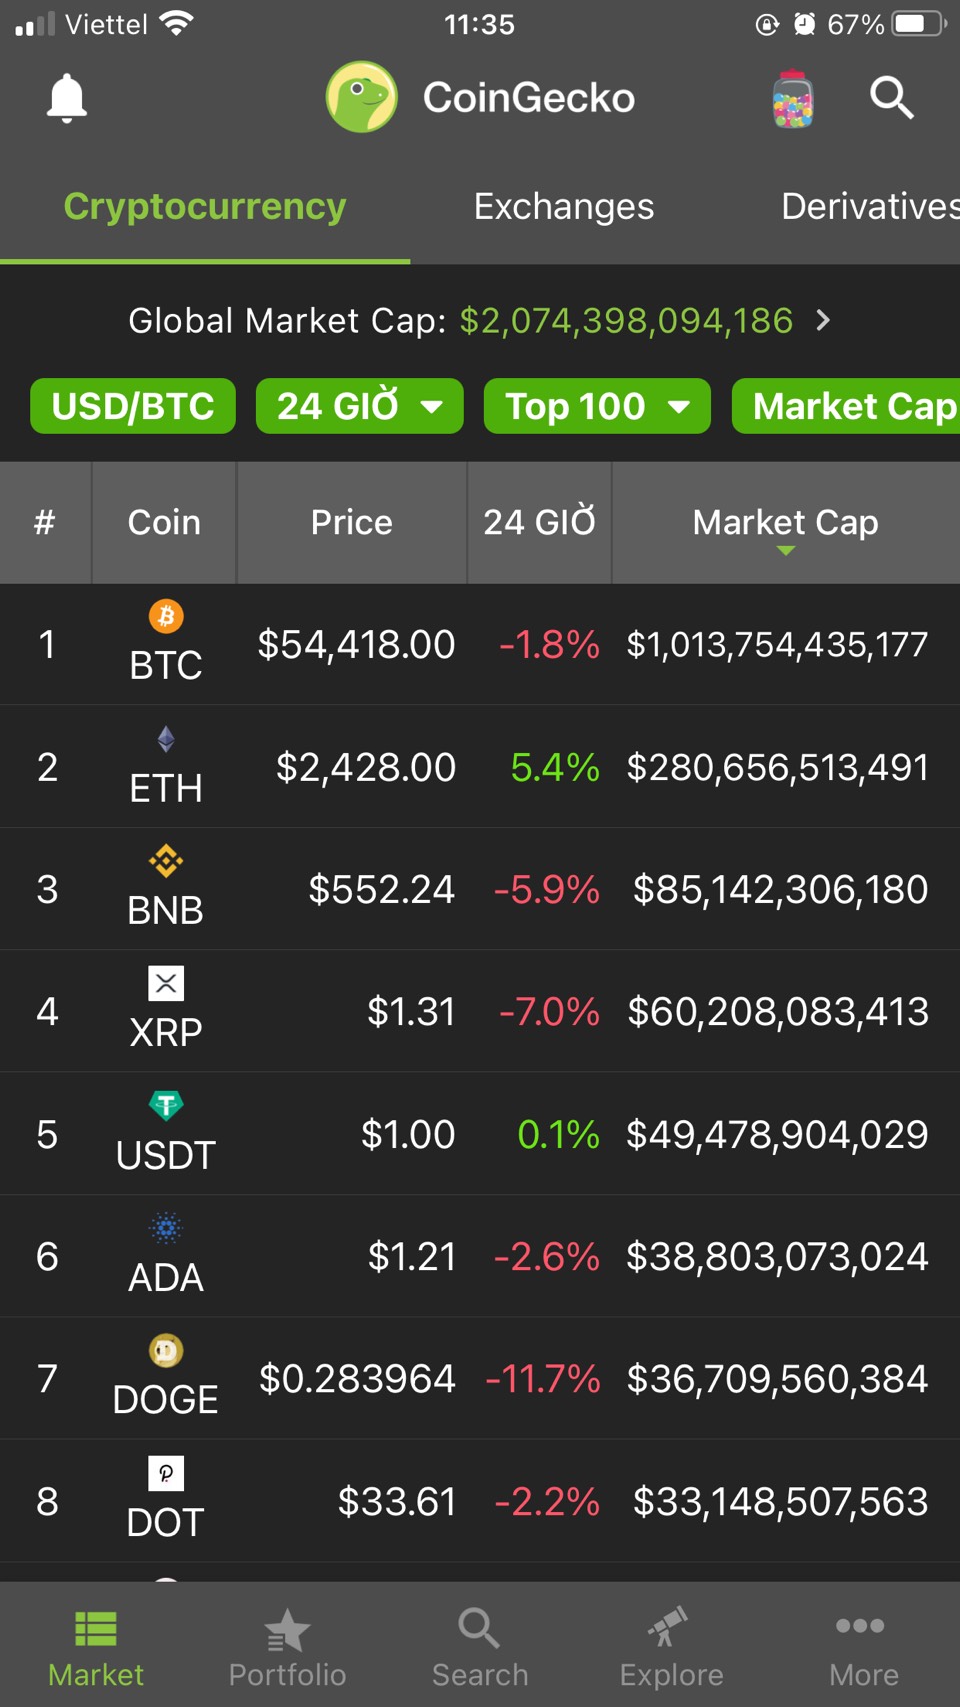 Viettel 11:35 67%
CoinGecko
Cryptocurrency Exchanges Derivatives
Global Market Cap: $2,074,398,094,186
USD/BTC 24 GIỜ Top 100 Market Cap
# Coin Price 24 GIỜ Market Cap
1 BTC $54,418.00 -1.8% $1,013,754,435,177
2 ETH $2,428.00 5.4% $280,656,513,491
3 BNB $552.24 -5.9% $85,142,306,180
4 XRP $1.31 -7.0% $60,208,083,413
5 USDT $1.00 0.1% $49,478,904,029
6 ADA $1.21 -2.6% $38,803,073,024
7 DOGE $0.283964 -11.7% $36,709,560,384
8 DOT $33.61 -2.2% $33,148,507,563
Market Portfolio Search Explore More